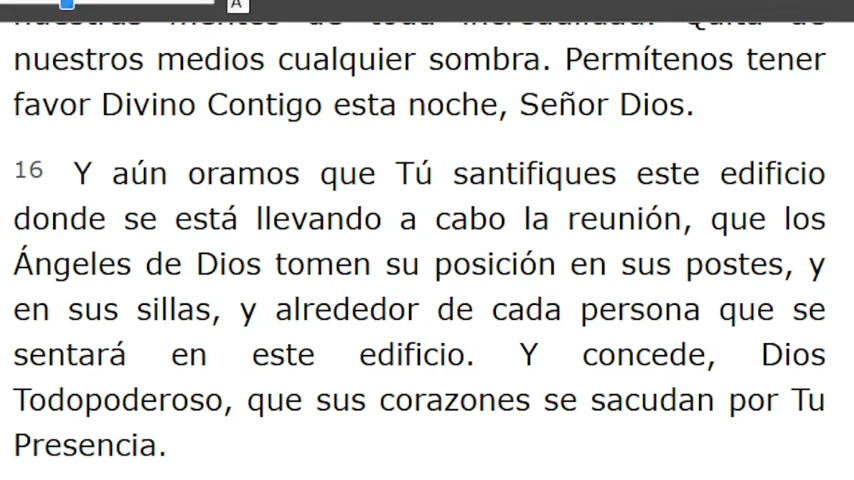 A
nuestros medios cualquier sombra. Permítenos tener
favor Divino Contigo esta noche, Señor Dios.
16 Y aún oramos que Tú santifiques este edificio
donde se está llevando a cabo la reunión, que los
Ángeles de Dios tomen su posición en sus postes, y
en sus sillas, y alrededor de cada persona que se
sentará en este edificio. Y concede, Dios
Todopoderoso, que sus corazones se sacudan por Tu
Presencia.